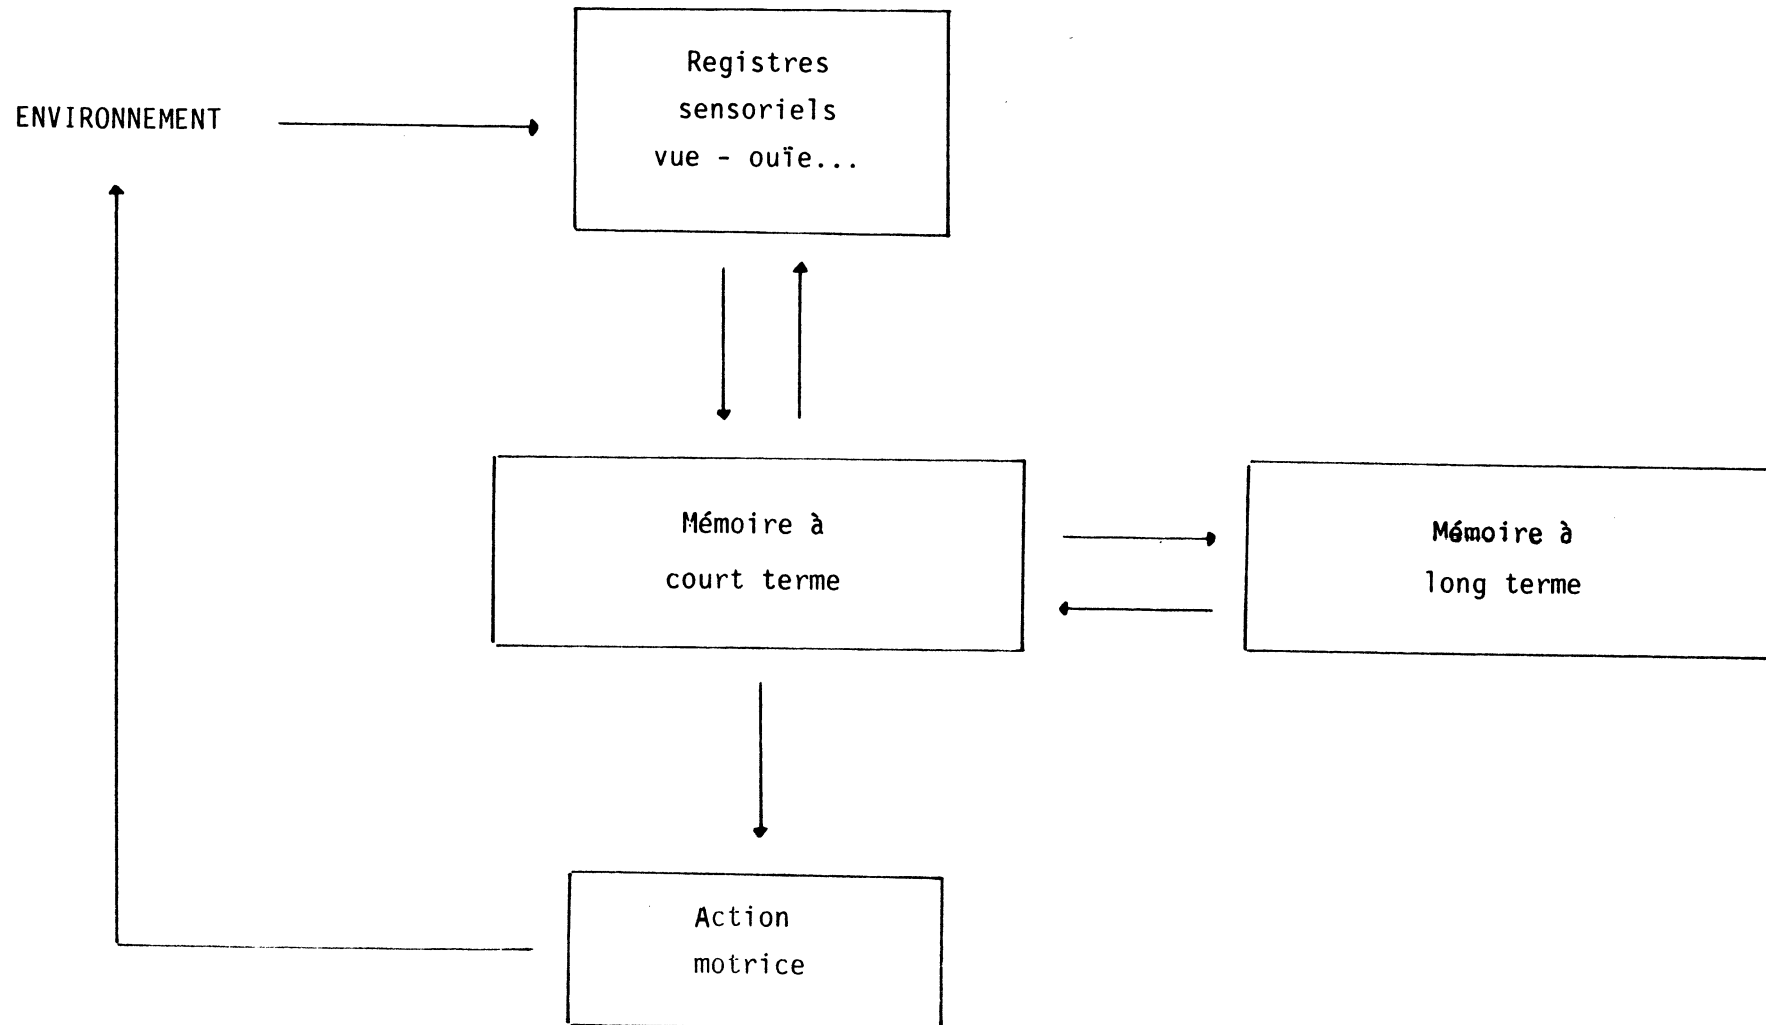 Registres
sensoriels
vue - ouïe...
ENVIRONNEMENT
Mémoire à
court terme
Mémoire à
long terme
Action
motrice